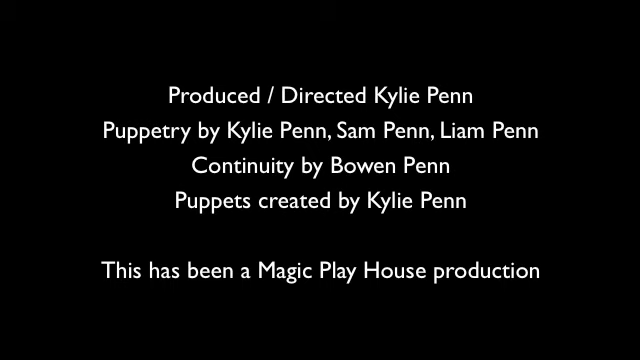 Produced / Directed Kylie Penn
Puppetry by Kylie Penn, Sam Penn, Liam Penn
Continuity by Bowen Penn
Puppets created by Kylie Penn
This has been a Magic Play House production